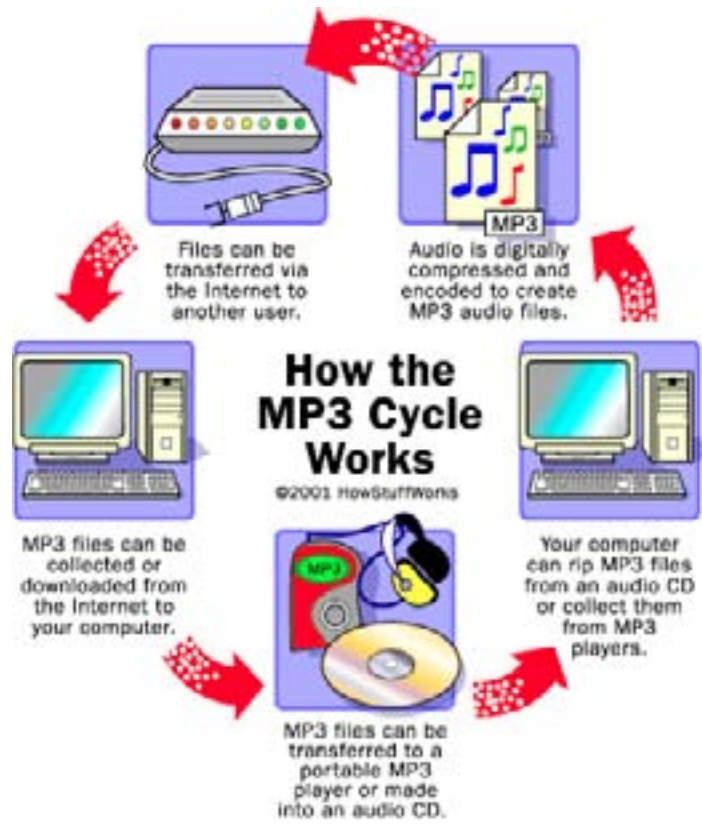 How the
MP3 Cycle
Works
©2001 HowStuffWorks
MP3
Audio is digitally
compressed and
encoded to create
MP3 audio files.
Files can be
transferred via
the Internet to
another user.
MP3 files can be
collected or
downloaded from
the Internet to
your computer.
MP3
MP3 files can be
transferred to a
portable MP3
player or made
into an audio CD.
Your computer
can rip MP3 files
from an audio CD
or collect them
from MP3
players.